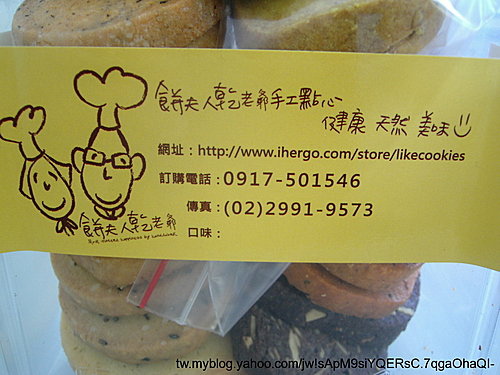 餅夫人乾老爺手工點心
健康 天然 美味
網址：http://www.ihergo.com/store/likecookies
訂購電話：0917-501546
傳真：(02)2991-9573
口味：
餅夫人乾老爺
tw.myblog.yahoo.com/jwIsApM9siYQERsC.7qgaOhaQI-